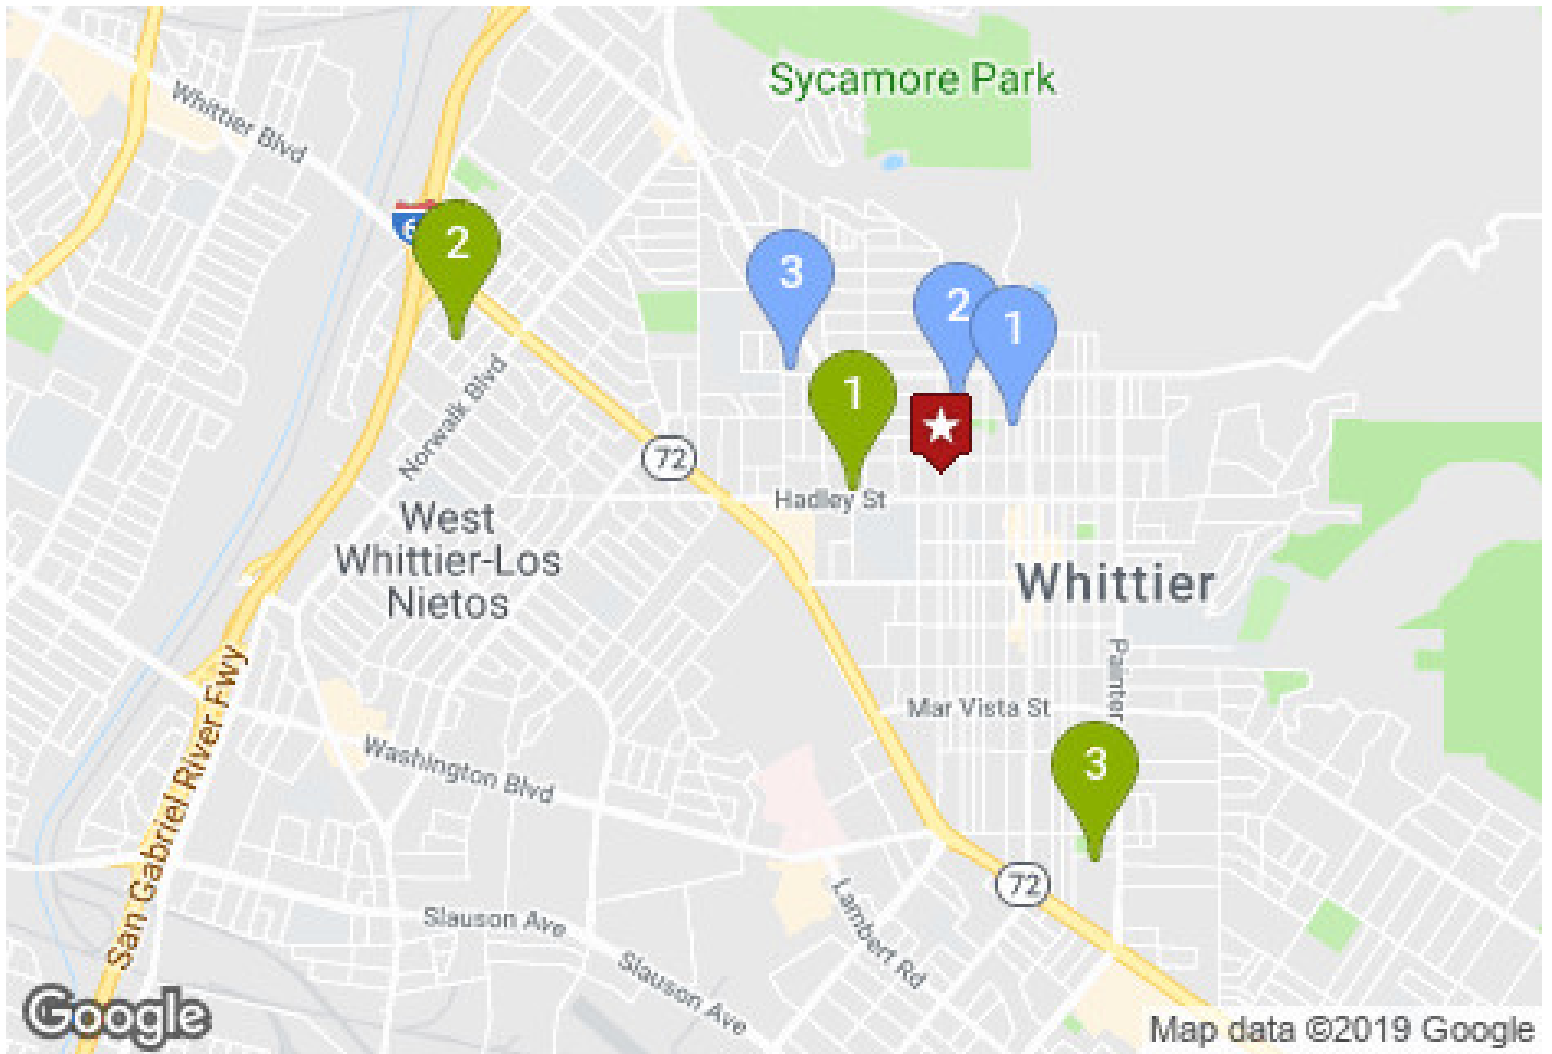 Sycamore Park
Whittier Blvd
6
2
3
2
1
1
Norwalk Blvd
72
Hadley St
West
Whittier-Los
Nietos
Whittier
Painter
Mar Vista St
San Gabriel River Fwy
3
Washington Blvd
72
Lambert Rd
Slauson Ave
Slauson Ave
Google
Map data ©2019 Google